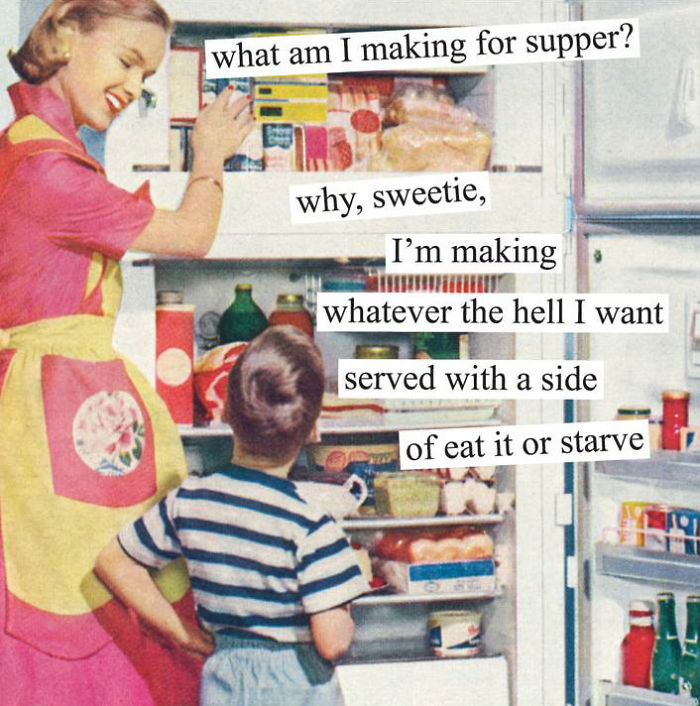 what am I making for supper?
why, sweetie,
I'm making
whatever the hell I want
served with a side
of eat it or starve